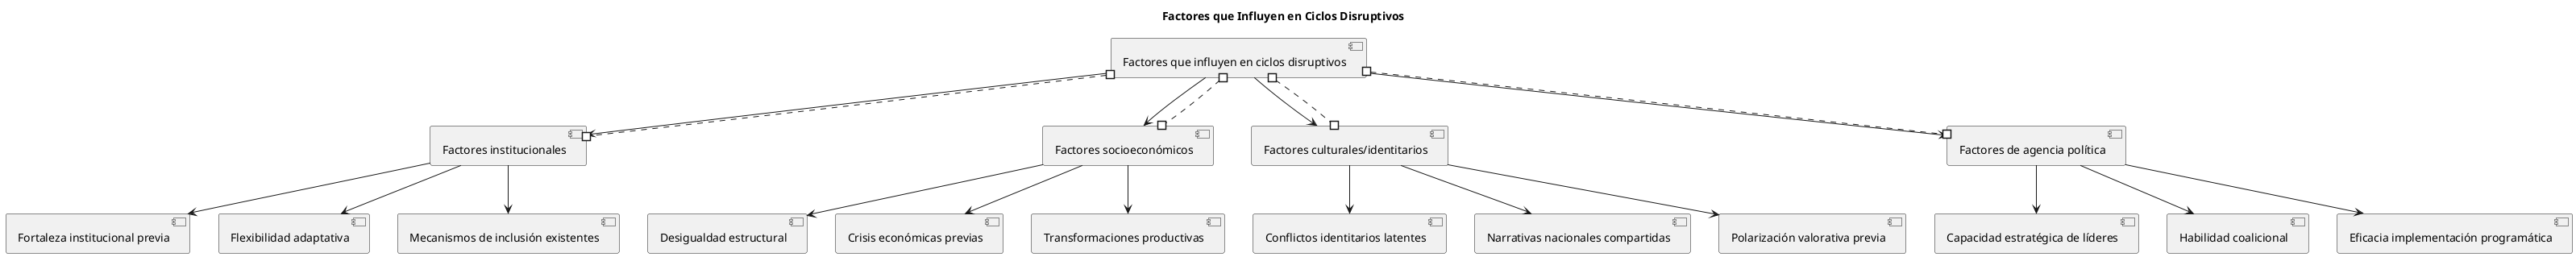 Factores que Influyen en Ciclos Disruptivos
Factores que influyen en ciclos disruptivos
Factores institucionales
Factores socioeconómicos
Factores culturales/identitarios
Factores de agencia política
Fortaleza institucional previa
Flexibilidad adaptativa
Mecanismos de inclusión existentes
Desigualdad estructural
Crisis económicas previas
Transformaciones productivas
Conflictos identitarios latentes
Narrativas nacionales compartidas
Polarización valorativa previa
Capacidad estratégica de líderes
Habilidad coalicional
Eficacia implementación programática